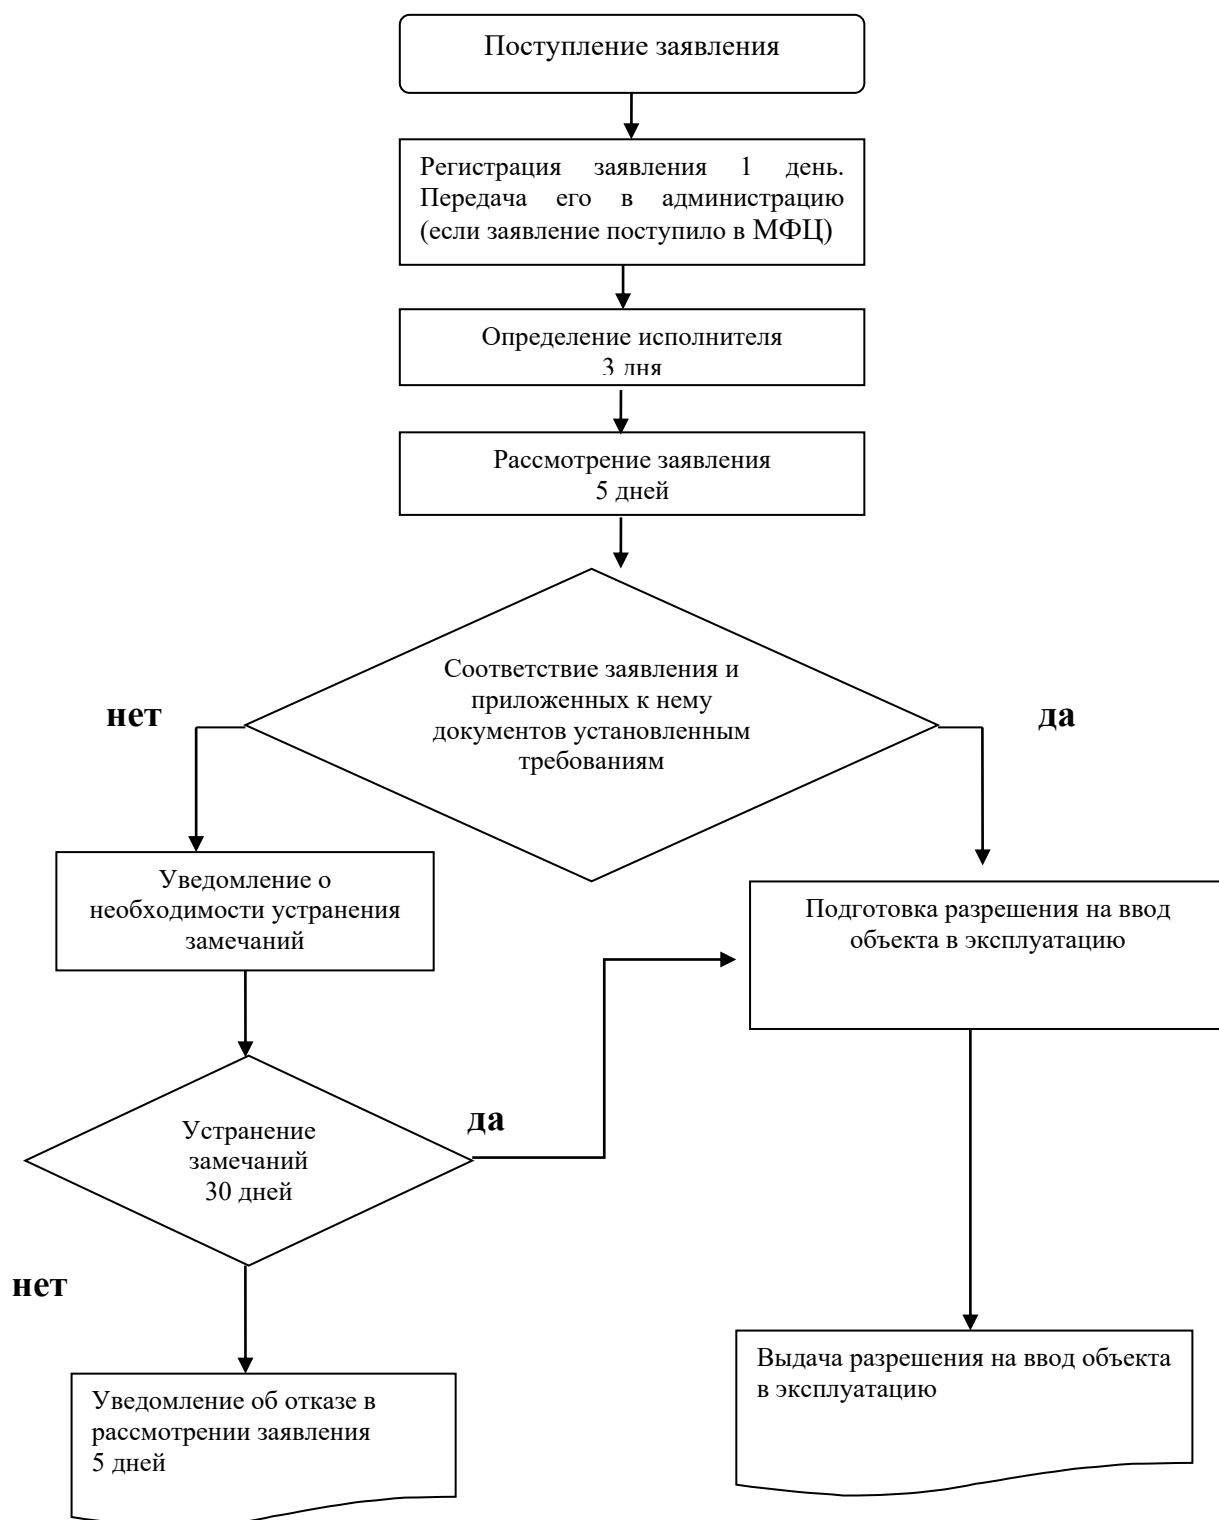 Поступление заявления
Регистрация заявления 1 день.
Передача его в администрацию
(если заявление поступило в МФЦ)
Определение исполнителя
3 дня
Рассмотрение заявления
5 дней
Соответствие заявления и
приложенных к нему
документов установленным
требованиям
нет
да
Уведомление о
необходимости устранения
замечаний
Подготовка разрешения на ввод
объекта в эксплуатацию
Устранение
замечаний
30 дней
да
нет
Выдача разрешения на ввод объекта
в эксплуатацию
Уведомление об отказе в
рассмотрении заявления
5 дней